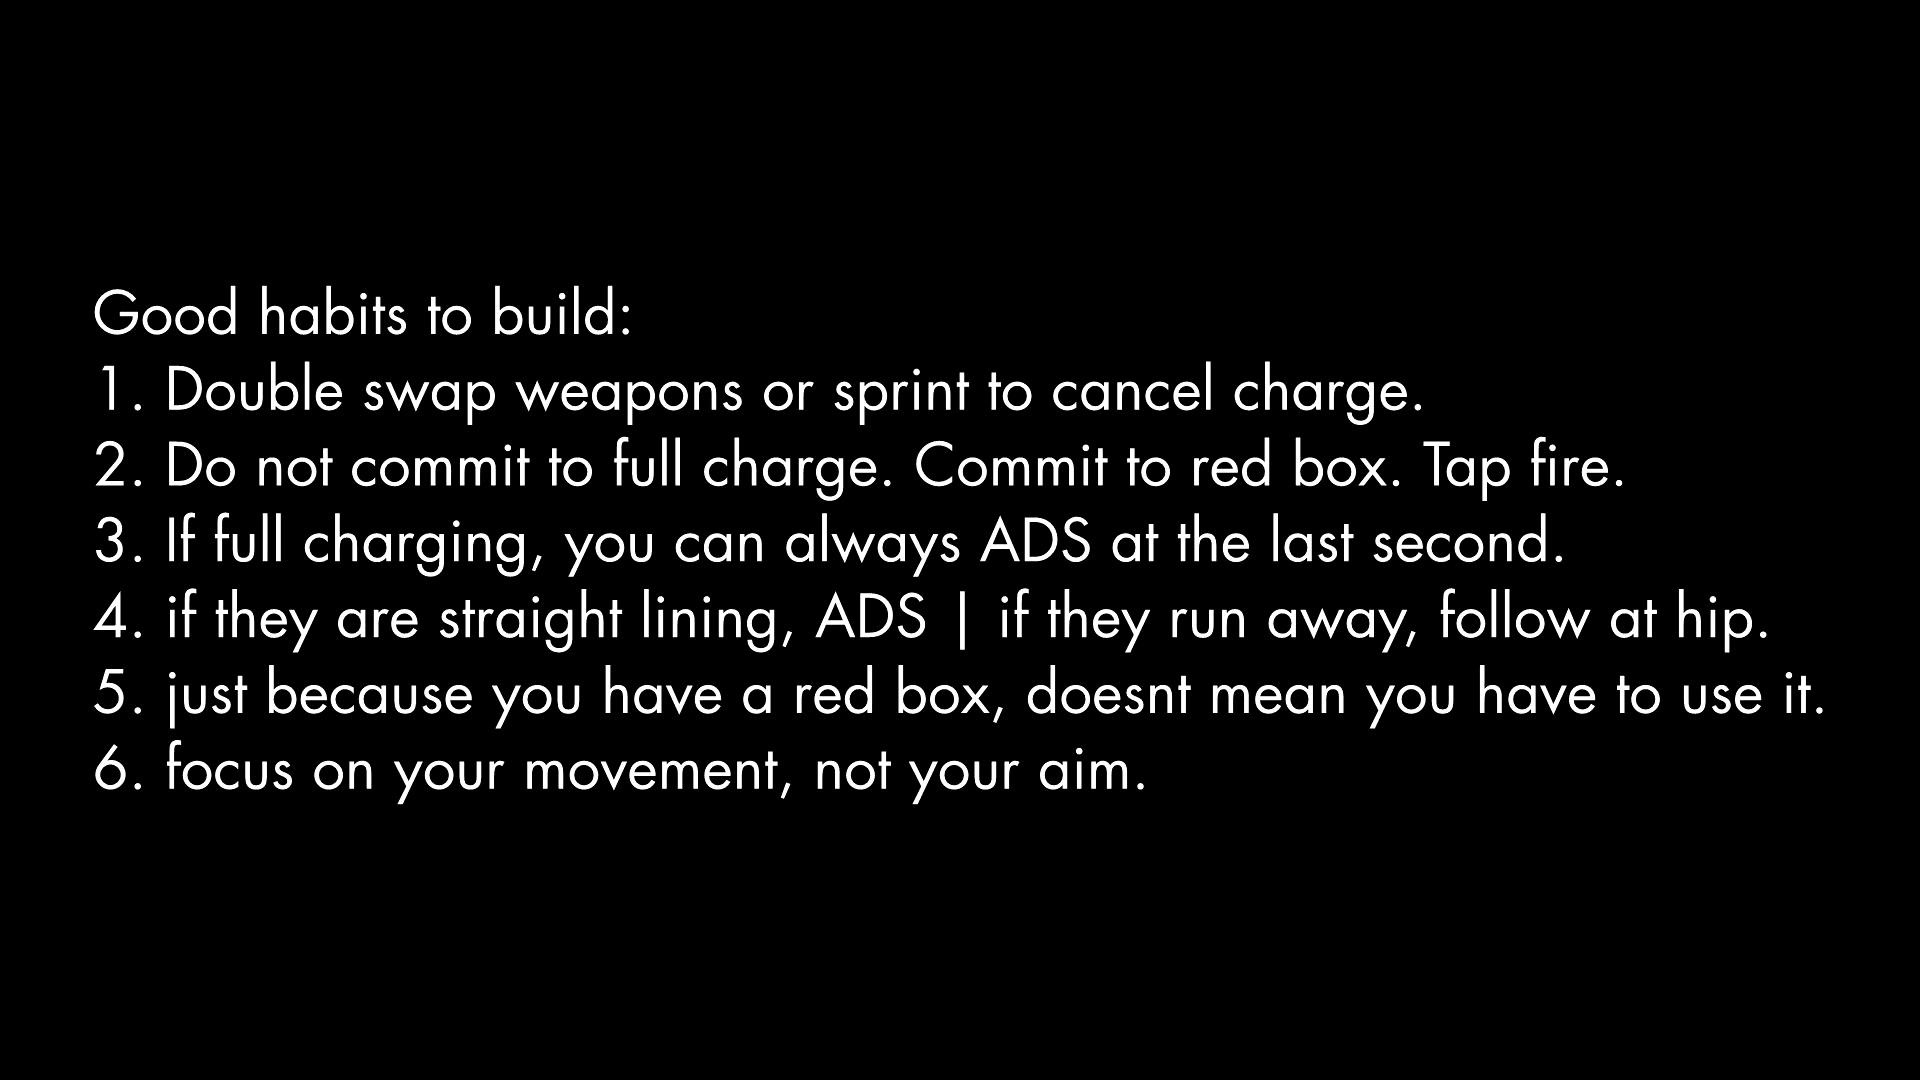 Good habits to build:
1. Double swap weapons or sprint to cancel charge.
2. Do not commit to full charge. Commit to red box. Tap fire.
3. If full charging, you can always ADS at the last second.
4. if they are straight lining, ADS | if they run away, follow at hip.
5. just because you have a red box, doesnt mean you have to use it.
6. focus on your movement, not your aim.